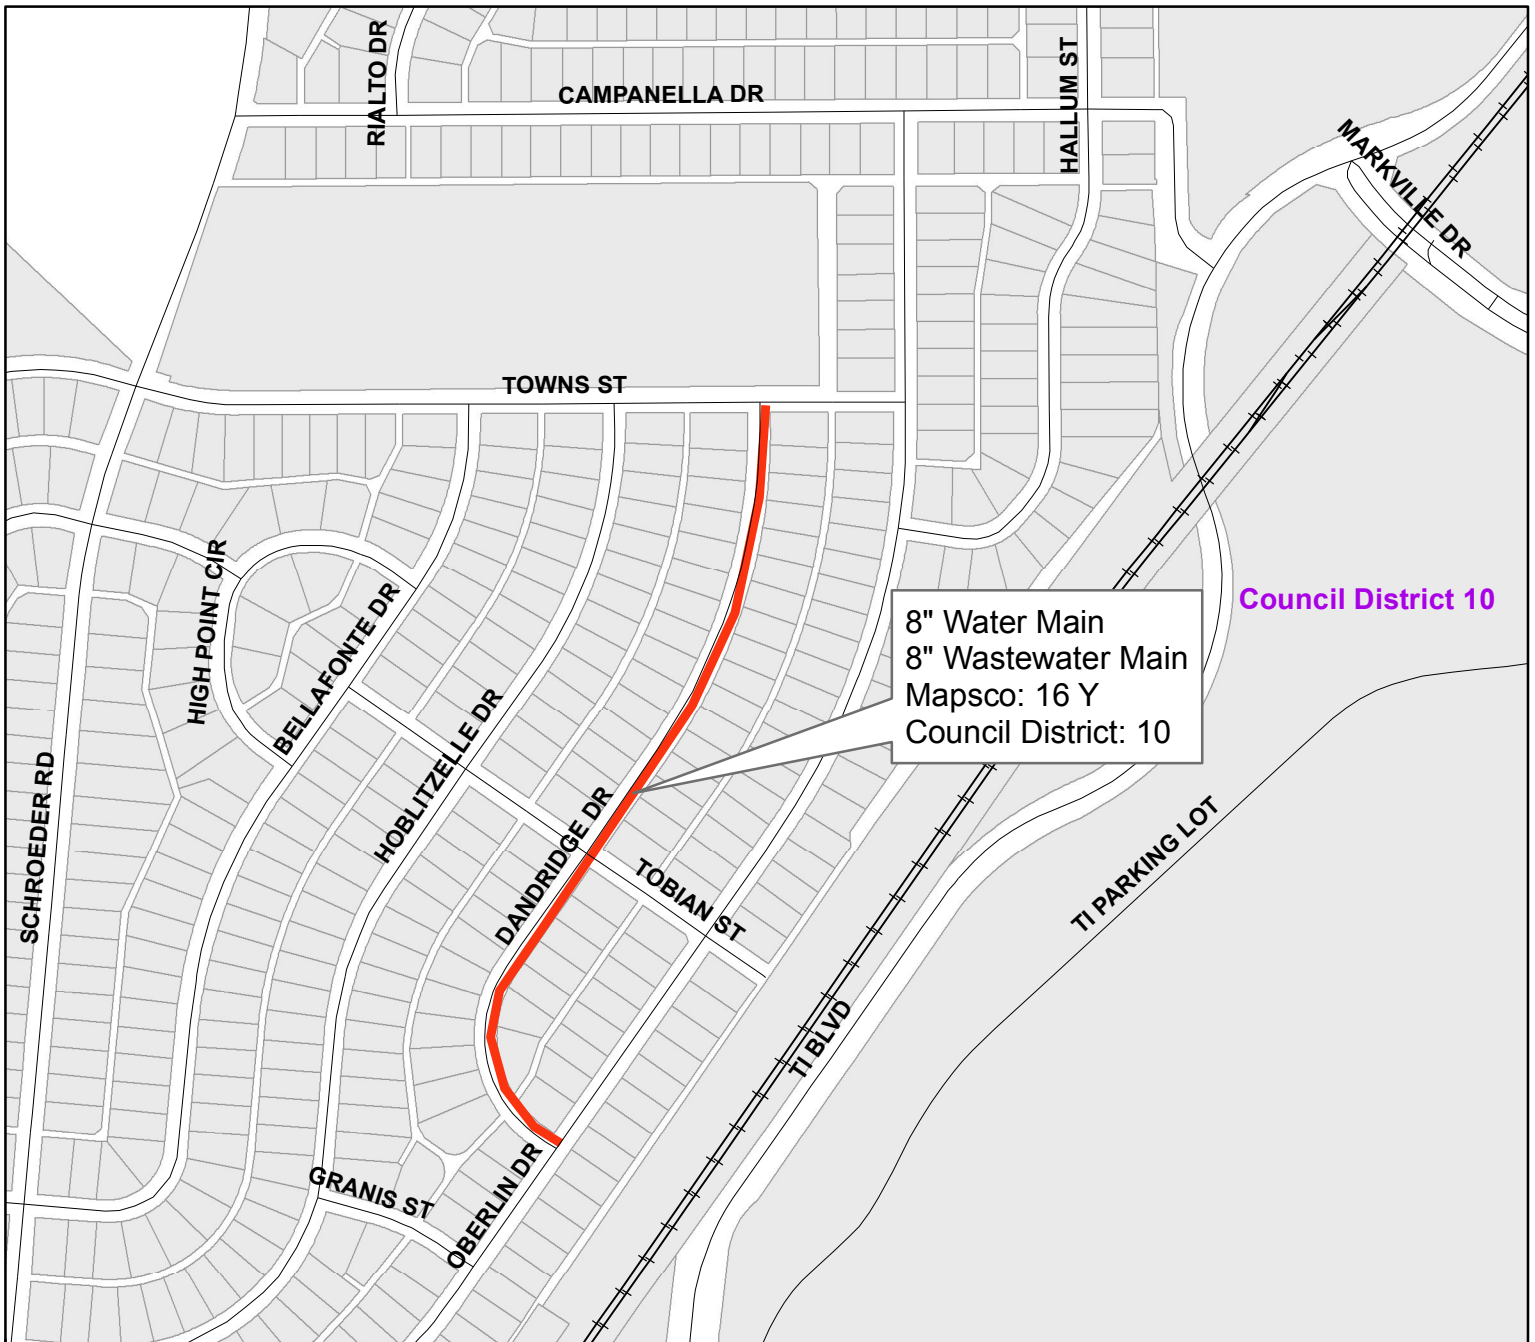 RIALTO DR
CAMPANELLA DR
HALLUM ST
MARKVILLE DR
TOWNS ST
HIGH POINT CIR
BELLAFONTE DR
Council District 10
8" Water Main
8" Wastewater Main
Mapsco: 16 Y
Council District: 10
HOBLITZELLE DR
SCHROEDER RD
DANDRIDGE DR
TOBIAN ST
TI PARKING LOT
TI BLVD
GRANIS ST
OBERLIN DR